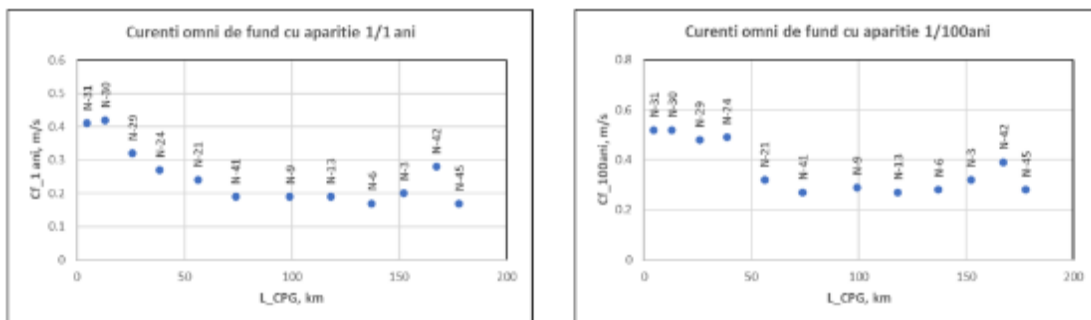 Curenti omni de fund cu aparitie 1/1 ani
0.6
0.5
0.4
0.3
0.2
0.1
0
Cf_1 ani, m/s
N-31
N-30
N-29
N-24
N-21
N-41
N-9
N-13
N-6
N-3
N-42
N-45
0 50 100 150 200
L_CPG, km
Curenti omni de fund cu aparitie 1/100ani
0.8
0.6
0.4
0.2
0
Cf_100ani, m/s
N-31
N-30
N-29
N-24
N-21
N-41
N-9
N-13
N-6
N-3
N-42
N-45
0 50 100 150 200
L_CPG, km